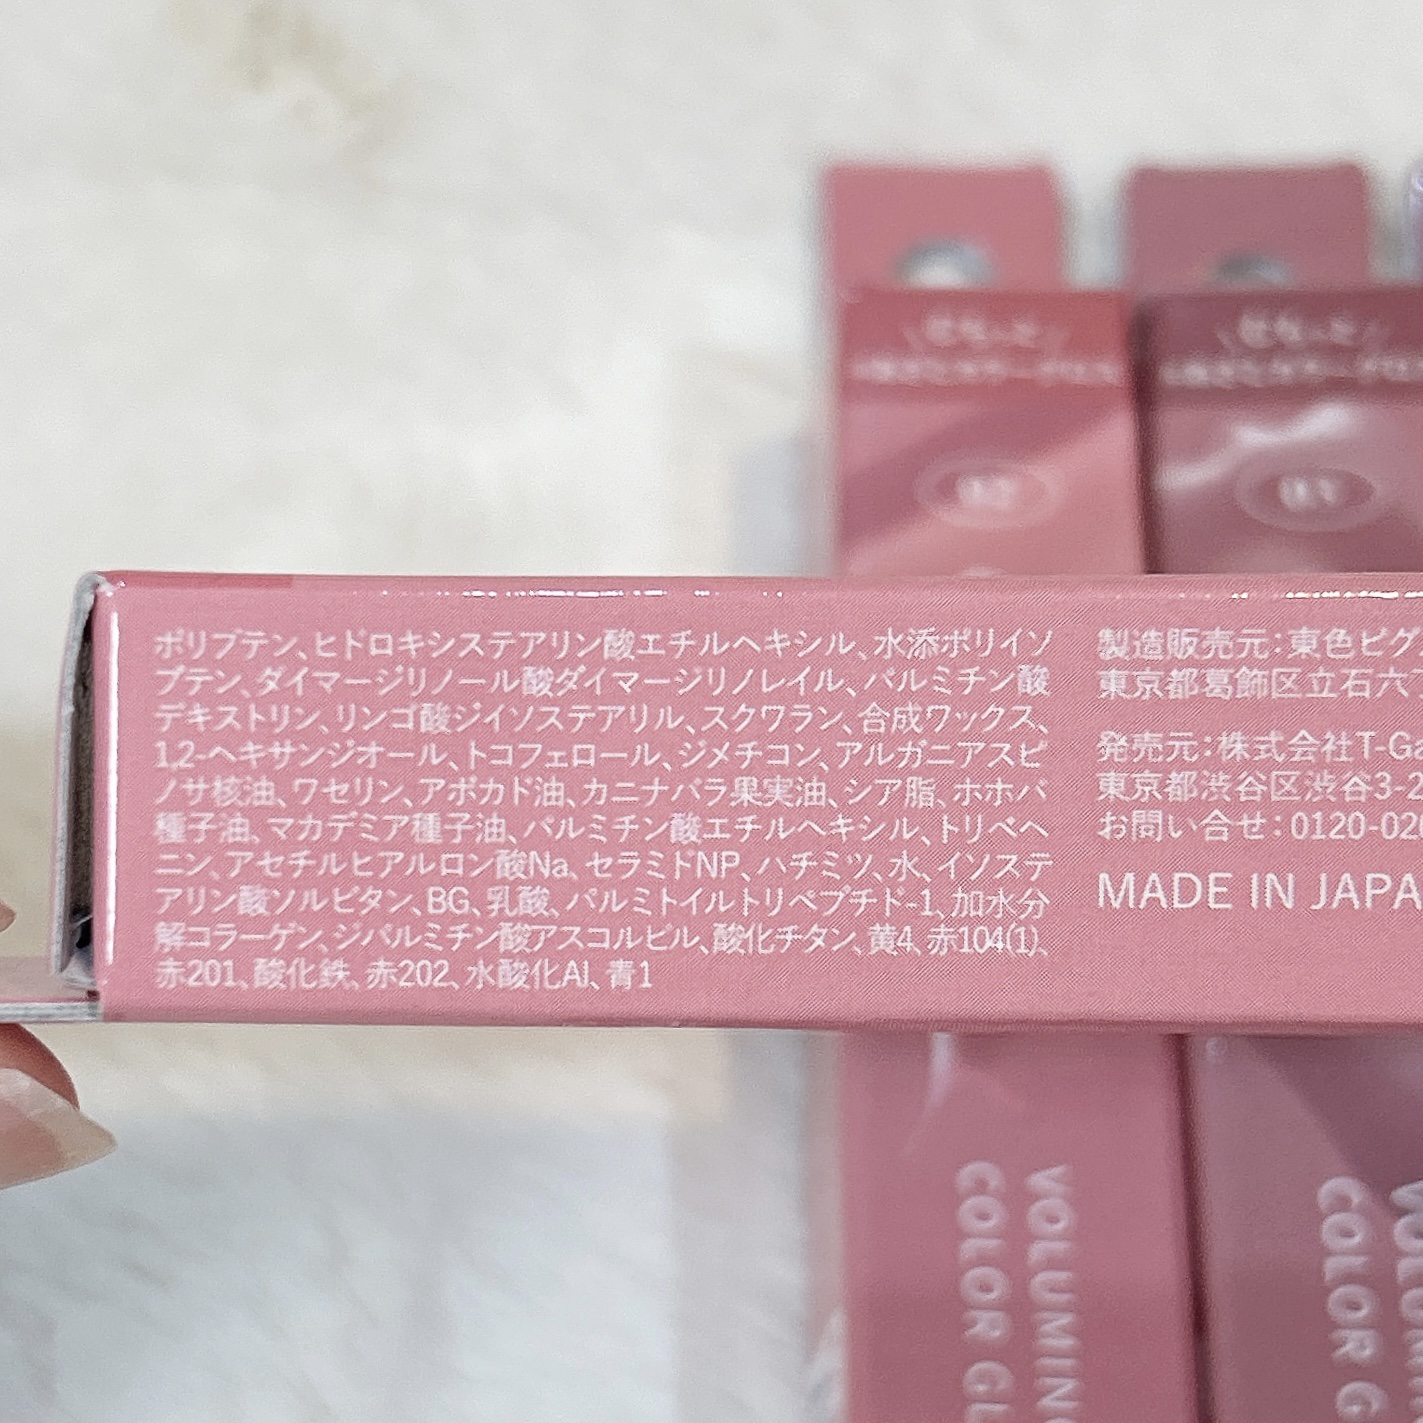 ポリブテン、ヒドロキシステアリン酸エチルヘキシル、水添ポリイソ
ブテン、ダイマージリノール酸ダイマージリノレイル、パルミチン酸
デキストリン、リンゴ酸ジイソステアリル、スクワラン、合成ワックス、
1,2-ヘキサンジオール、トコフェロール、ジメチコン、アルガニアスピ
ノサ核油、ワセリン、アボカド油、カニナバラ果実油、シア脂、ホホバ
種子油、マカデミア種子油、パルミチン酸エチルヘキシル、トリベヘ
ニン、アセチルヒアルロン酸Na、セラミドNP、ハチミツ、水、イソステ
アリン酸ソルビタン、BG、乳酸、パルミトイルトリペプチド-1、加水分
解コラーゲン、ジパルミチン酸アスコルビル、酸化チタン、黄4、赤104(1)、
赤201、酸化鉄、赤202、水酸化Al、青1
製造販売元：東色ピグ
東京都葛飾区立石六丁
発売元：株式会社T-Ga
東京都渋谷区渋谷3-2
お問い合せ：0120-02
MADE IN JAPA
02
03
VOLUMING
COLOR GL
COLOR G